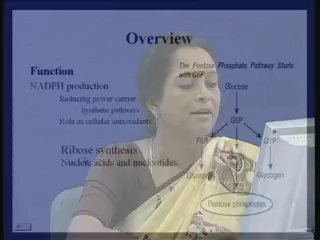 Overview
Function
NADPH production
Reducing power carrier
Synthetic pathways
Role as cellular antioxidants
Ribose synthesis
Nucleic acids and nucleotides
The Pentose Phosphate Pathway Starts
with G6P
Glucose
G6P
F6P
G1P
Glycolysis
Glycogen
Pentose phosphates